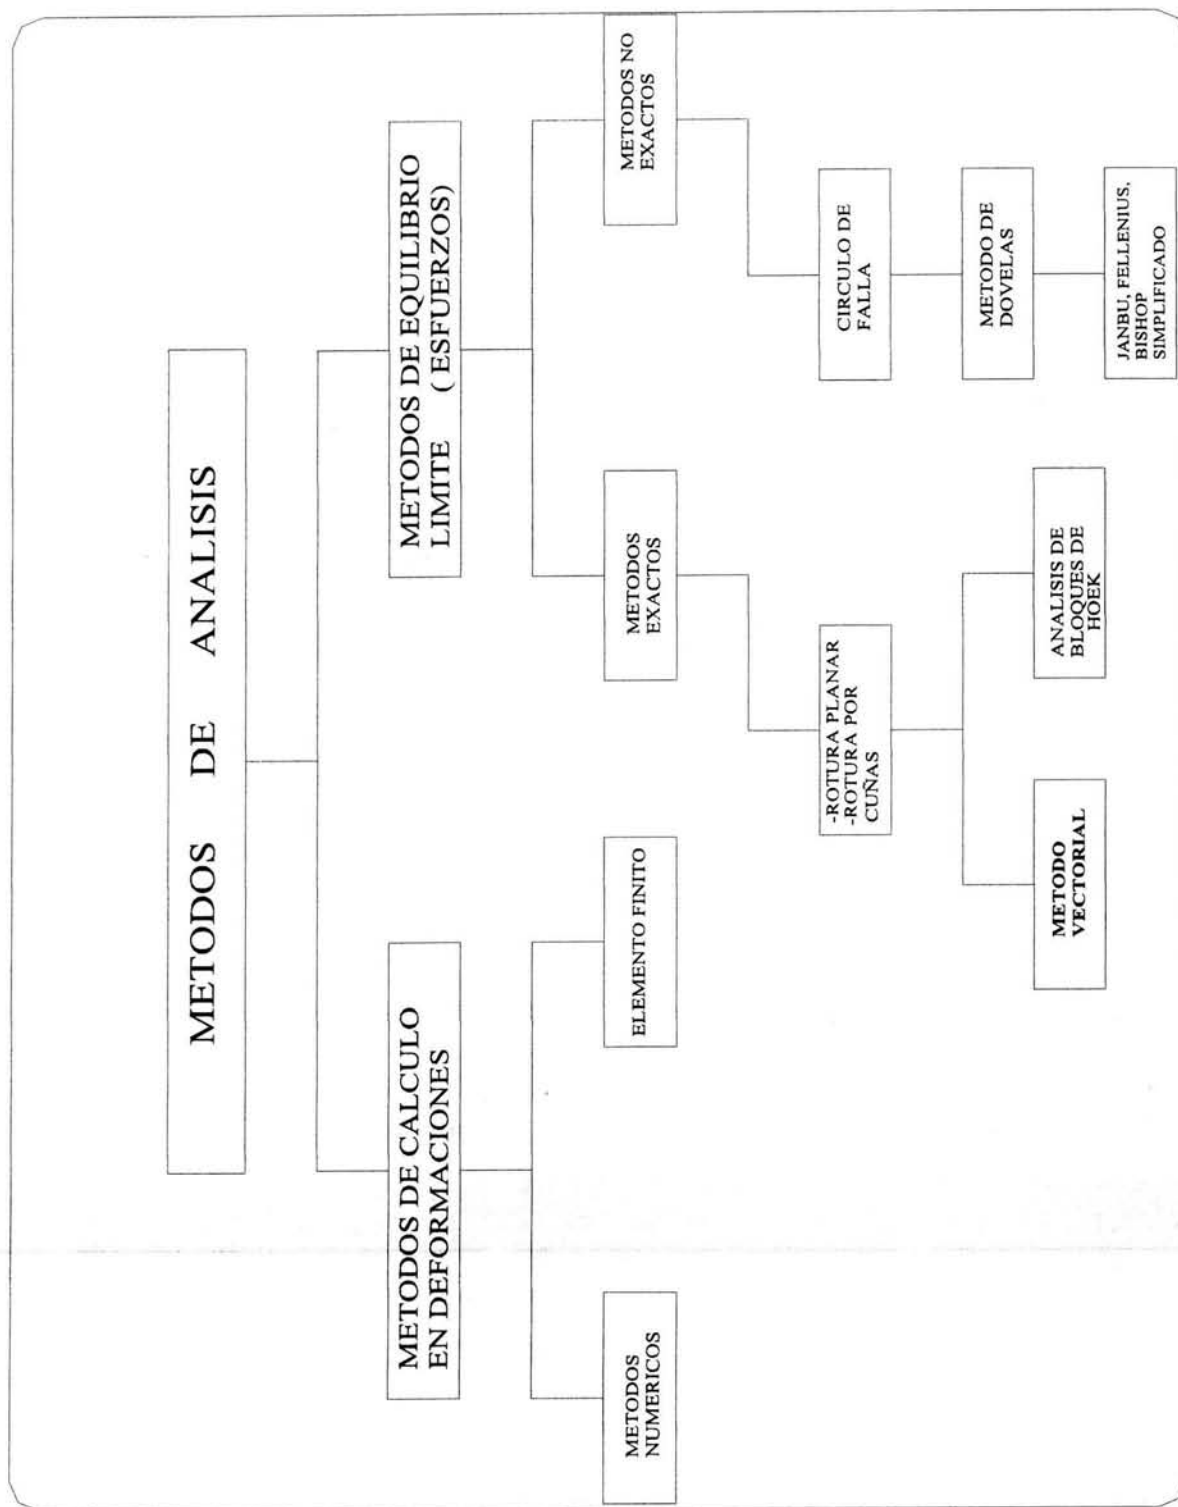 METODOS DE ANALISIS
METODOS DE CALCULO
EN DEFORMACIONES
METODOS DE EQUILIBRIO
LIMITE ( ESFUERZOS)
METODOS
NUMERICOS
ELEMENTO FINITO
METODOS
EXACTOS
METODOS NO
EXACTOS
-ROTURA PLANAR
-ROTURA POR
CUÑAS
CIRCULO DE
FALLA
METODO DE
DOVELAS
METODO
VECTORIAL
ANALISIS DE
BLOQUES DE
HOEK
JANBU, FELLENIUS,
BISHOP
SIMPLIFICADO